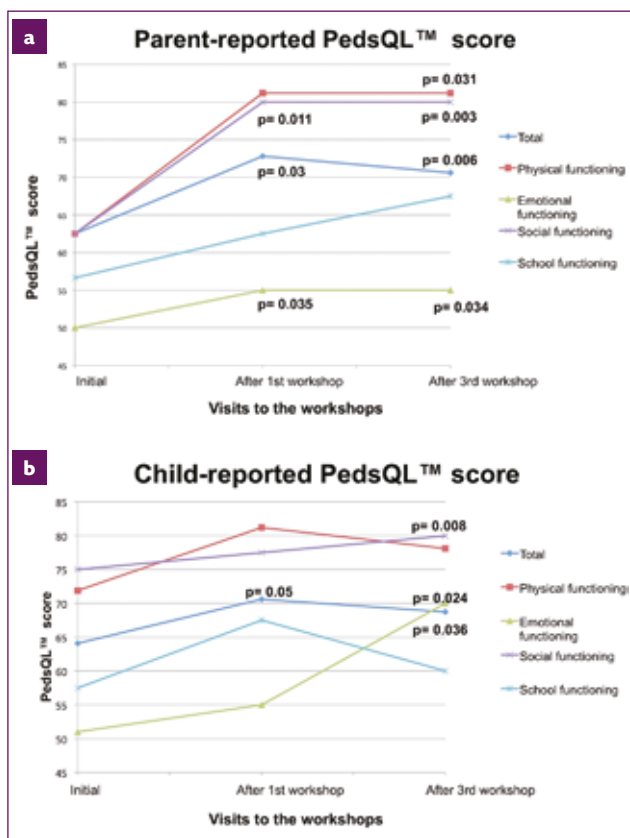 a
Parent-reported PedsQL™ score
85
80
75
70
65
60
55
50
45
PedsQL™ score
p= 0.031
p= 0.011
p= 0.003
p= 0.03
p= 0.006
p= 0.035
p= 0.034
Total
Physical functioning
Emotional
functioning
Social functioning
School functioning
Initial
After 1st workshop
After 3rd workshop
Visits to the workshops
b
Child-reported PedsQL™ score
85
80
75
70
65
60
55
50
45
PedsQL™ score
p= 0.008
p= 0.05
p= 0.024
p= 0.036
Total
Physical functioning
Emotional
functioning
Social functioning
School functioning
Initial
After 1st workshop
After 3rd workshop
Visits to the workshops